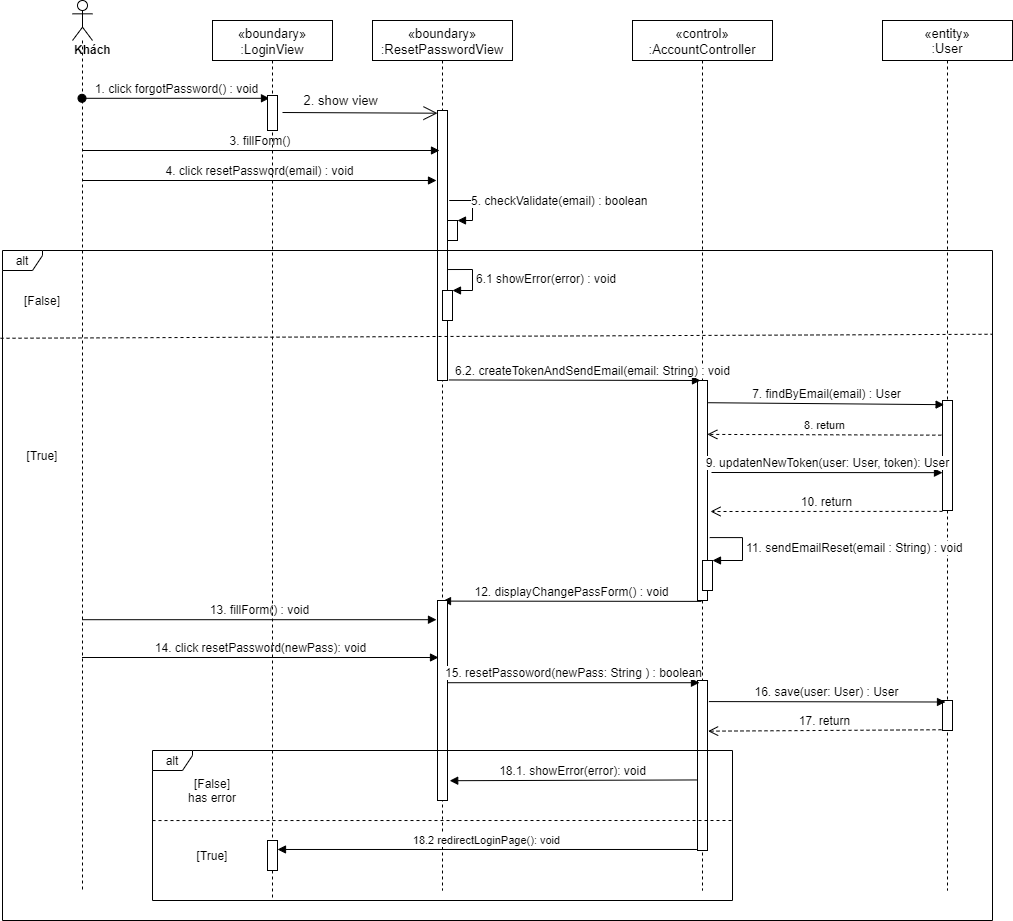 Khách
«boundary»
:LoginView
«boundary»
:ResetPasswordView
«control»
:AccountController
«entity»
:User
1. click forgotPassword() : void
2. show view
3. fillForm()
4. click resetPassword(email) : void
5. checkValidate(email) : boolean
alt
6.1 showError(error) : void
[False]
6.2. createTokenAndSendEmail(email: String) : void
7. findByEmail(email) : User
8. return
[True]
9. updatenNewToken(user: User, token): User
10. return
11. sendEmailReset(email : String) : void
12. displayChangePassForm() : void
13. fillForm() : void
14. click resetPassword(newPass): void
15. resetPassoword(newPass: String ) : boolean
16. save(user: User) : User
17. return
alt
18.1. showError(error): void
[False]
has error
18.2 redirectLoginPage(): void
[True]